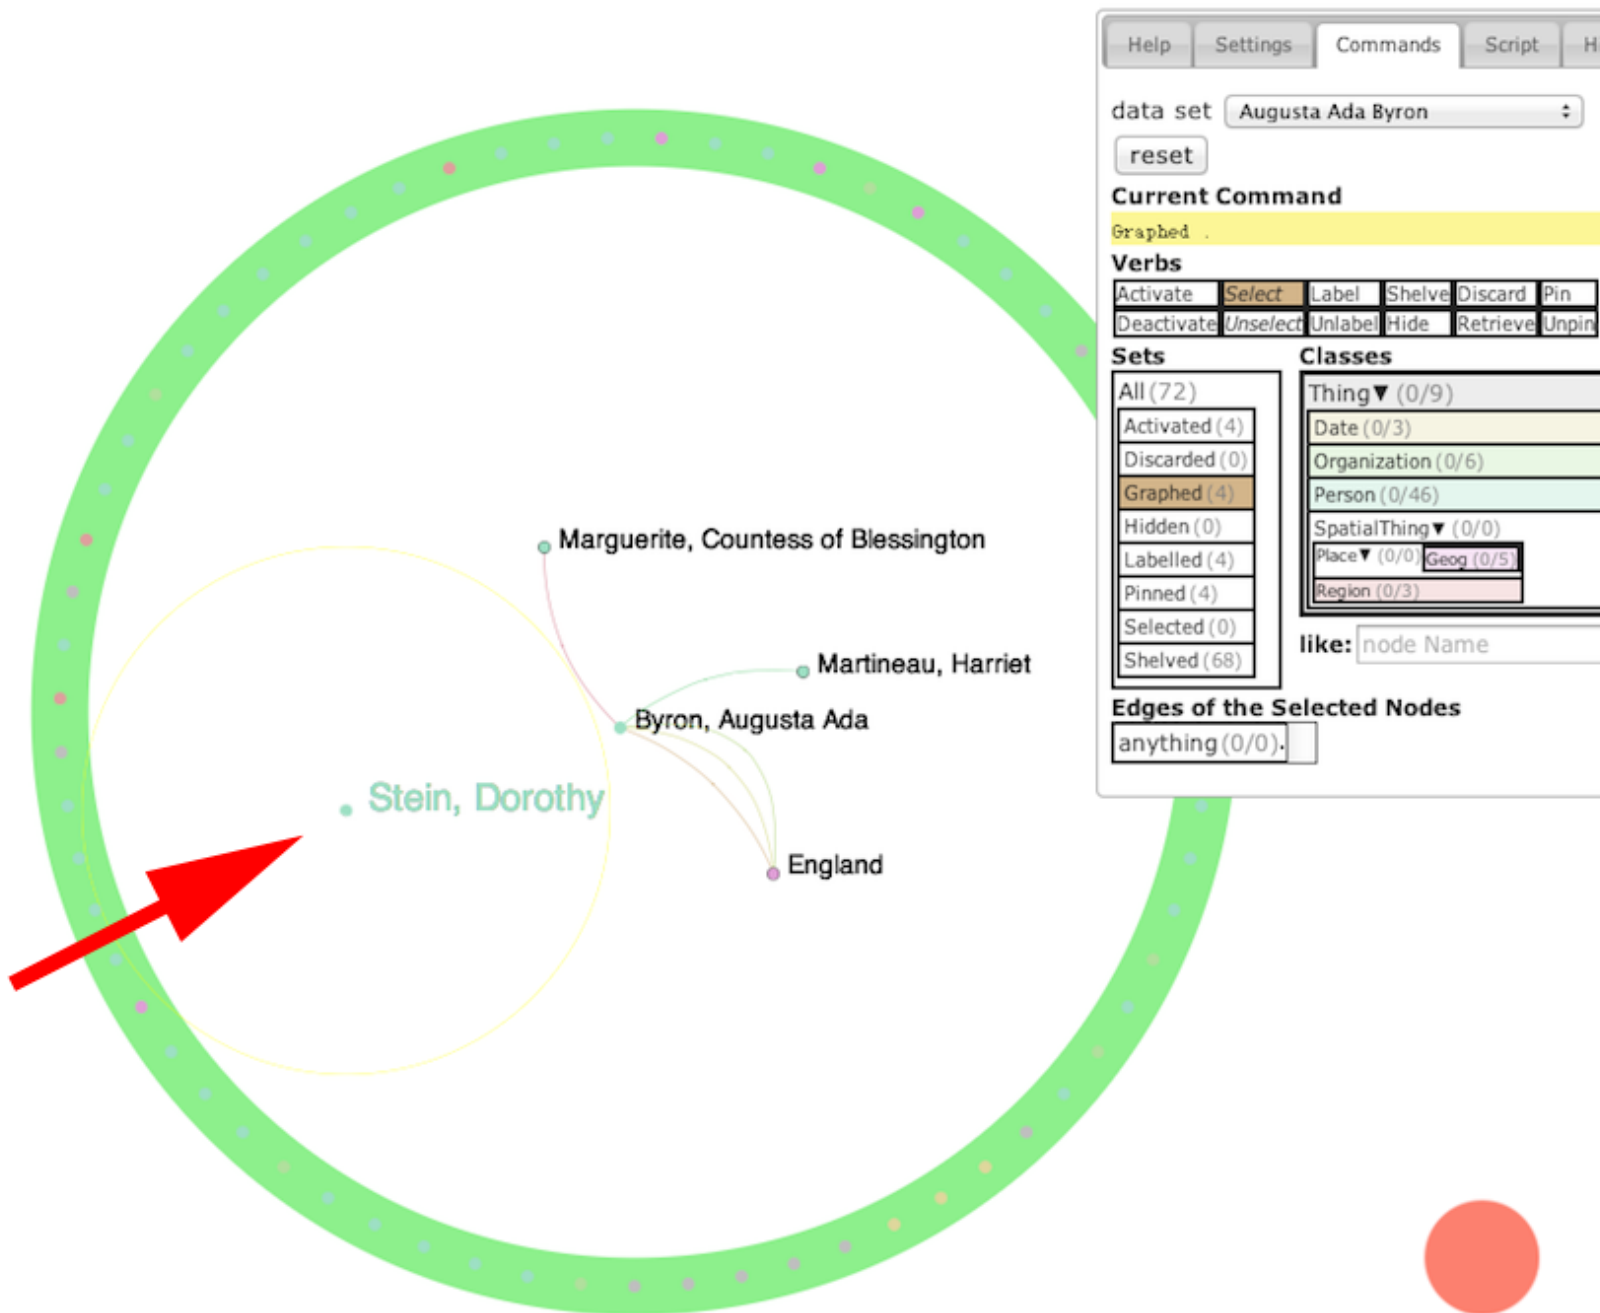 Help Settings Commands Script H
data set Augusta Ada Byron
reset
Current Command
Graphed .
Verbs
Activate Select Label Shelve Discard Pin
Deactivate Unselect Unlabel Hide Retrieve Unpin
Sets Classes
All (72)
Activated (4)
Discarded (0)
Graphed (4)
Hidden (0)
Labelled (4)
Pinned (4)
Selected (0)
Shelved (68)
Thing▼ (0/9)
Date (0/3)
Organization (0/6)
Person (0/46)
SpatialThing▼ (0/0)
Place▼ (0/0) Geog (0/5)
Region (0/3)
like: node Name
Edges of the Selected Nodes
anything (0/0).
Marguerite, Countess of Blessington
Martineau, Harriet
Byron, Augusta Ada
Stein, Dorothy
England